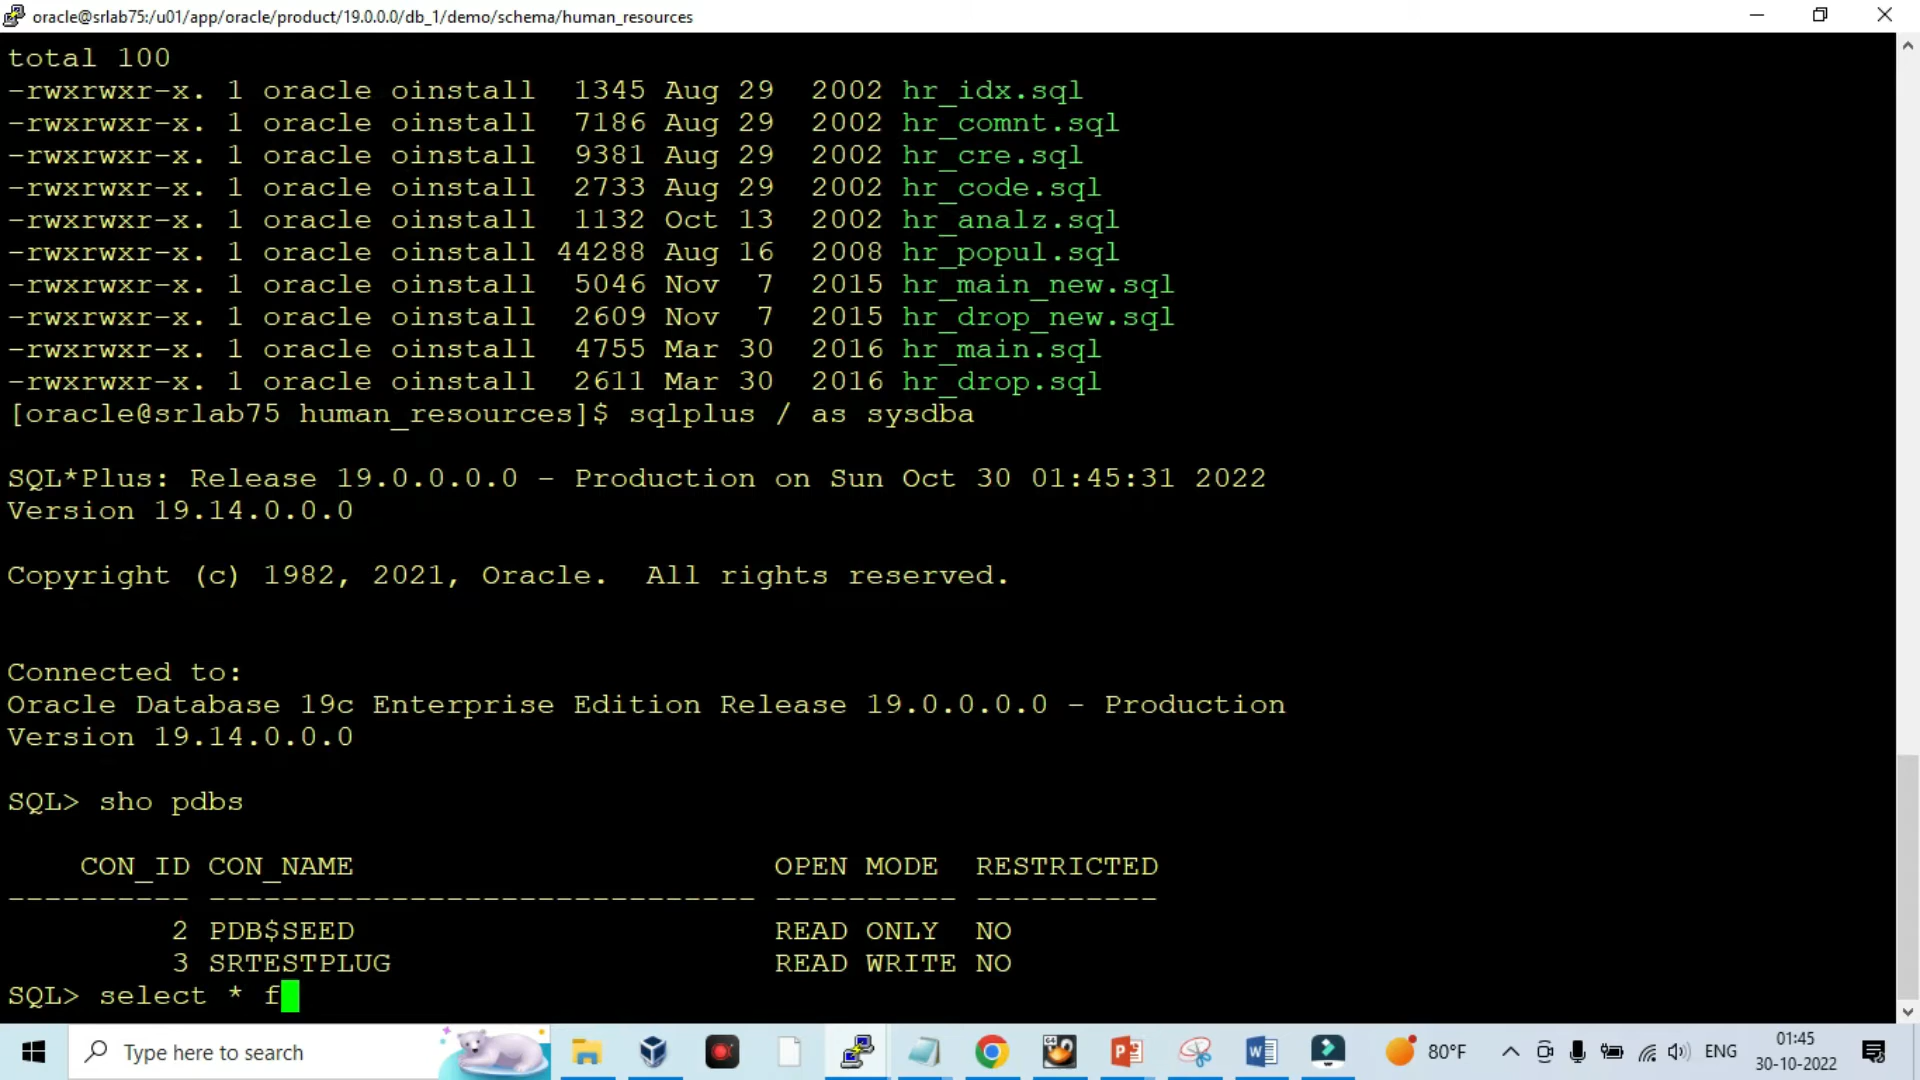 oracle@srlab75:/u01/app/oracle/product/19.0.0.0/db_1/demo/schema/human_resources
total 100
-rwxrwxr-x. 1 oracle oinstall  1345 Aug 29  2002 hr_idx.sql
-rwxrwxr-x. 1 oracle oinstall  7186 Aug 29  2002 hr_comnt.sql
-rwxrwxr-x. 1 oracle oinstall  9381 Aug 29  2002 hr_cre.sql
-rwxrwxr-x. 1 oracle oinstall  2733 Aug 29  2002 hr_code.sql
-rwxrwxr-x. 1 oracle oinstall  1132 Oct 13  2002 hr_analz.sql
-rwxrwxr-x. 1 oracle oinstall 44288 Aug 16  2008 hr_popul.sql
-rwxrwxr-x. 1 oracle oinstall  5046 Nov  7  2015 hr_main_new.sql
-rwxrwxr-x. 1 oracle oinstall  2609 Nov  7  2015 hr_drop_new.sql
-rwxrwxr-x. 1 oracle oinstall  4755 Mar 30  2016 hr_main.sql
-rwxrwxr-x. 1 oracle oinstall  2611 Mar 30  2016 hr_drop.sql
[oracle@srlab75 human_resources]$ sqlplus / as sysdba
SQL*Plus: Release 19.0.0.0.0 - Production on Sun Oct 30 01:45:31 2022
Version 19.14.0.0.0
Copyright (c) 1982, 2021, Oracle.  All rights reserved.
Connected to:
Oracle Database 19c Enterprise Edition Release 19.0.0.0.0 - Production
Version 19.14.0.0.0
SQL> sho pdbs
    CON_ID CON_NAME                       OPEN MODE  RESTRICTED
---------- ------------------------------ ---------- ----------
         2 PDB$SEED                       READ ONLY  NO
         3 SRTESTPLUG                     READ WRITE NO
SQL> select * f
Type here to search
80°F
ENG
01:45
30-10-2022